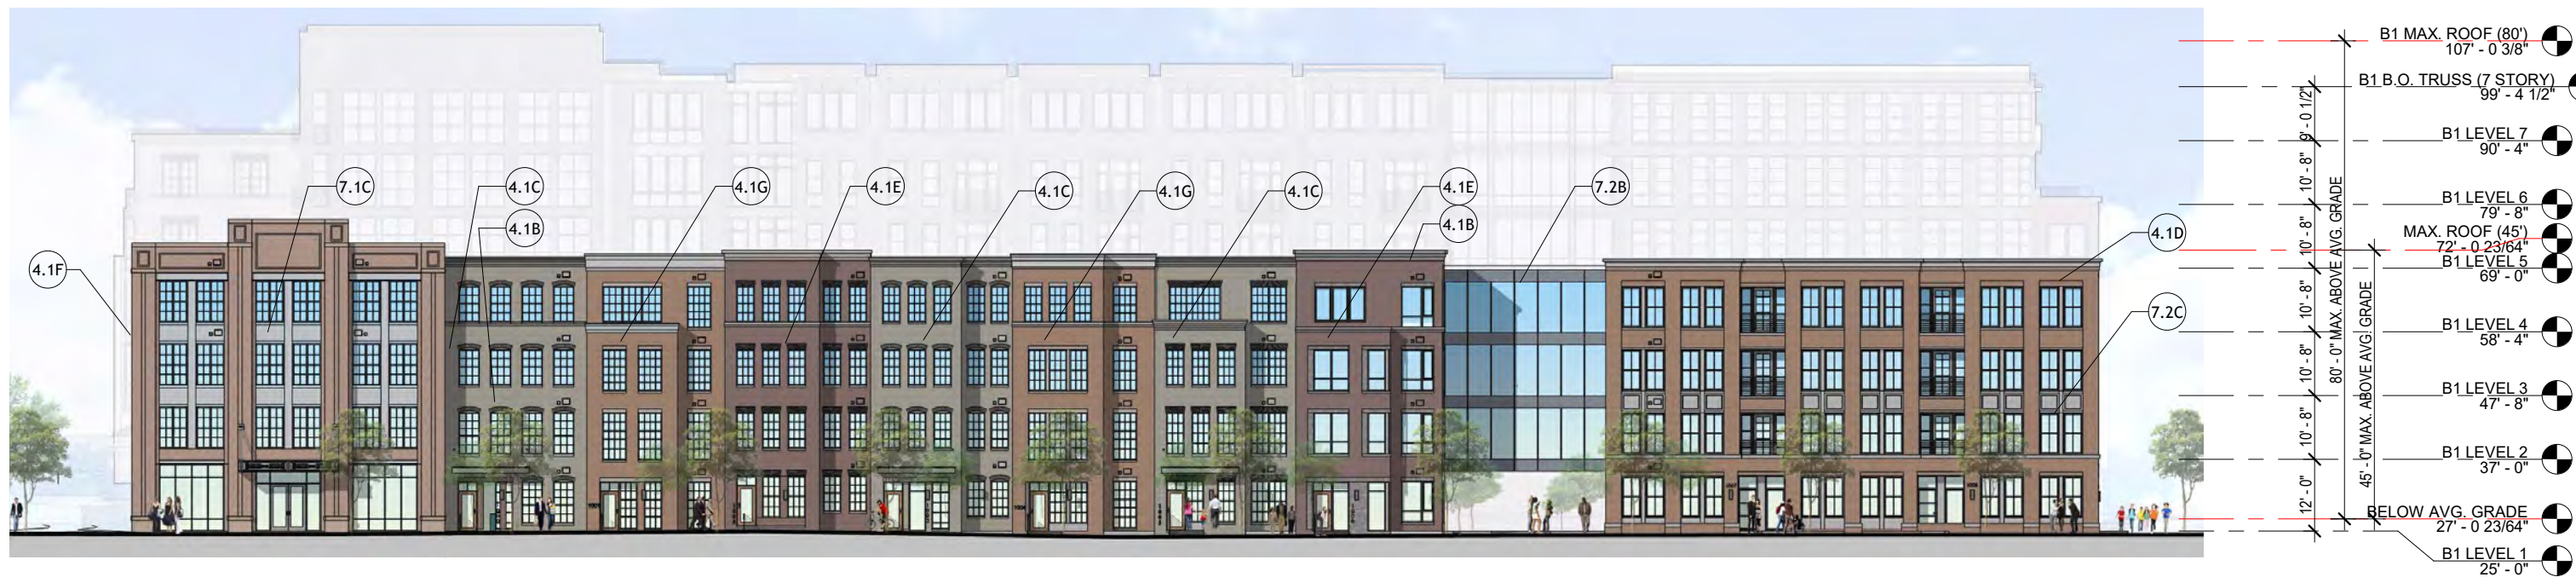 B1 MAX. ROOF (80')
107' - 0 3/8"
B1 B.O. TRUSS (7 STORY)
99' - 4 1/2"
9' - 0 1/2"
B1 LEVEL 7
90' - 4"
10' - 8"
B1 LEVEL 6
79' - 8"
10' - 8"
MAX. ROOF (45')
72' - 0 23/64"
B1 LEVEL 5
69' - 0"
10' - 8"
B1 LEVEL 4
58' - 4"
10' - 8"
B1 LEVEL 3
47' - 8"
10' - 8"
B1 LEVEL 2
37' - 0"
12' - 0"
BELOW AVG. GRADE
27' - 0 23/64"
B1 LEVEL 1
25' - 0"
80' - 0" MAX. ABOVE AVG. GRADE
45' - 0" MAX. ABOVE AVG. GRADE
4.1F
7.1C
4.1C
4.1B
4.1G
4.1E
4.1C
4.1G
4.1C
4.1E
4.1B
7.2B
4.1D
7.2C